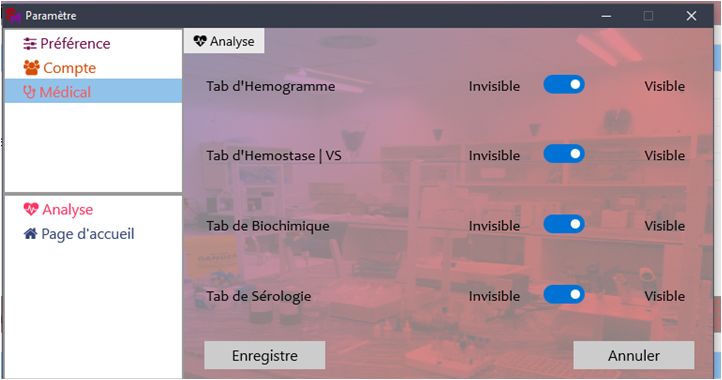 Paramètre
Préférence
Compte
Médical
Analyse
Page d'accueil
Analyse
Tab d'Hemogramme Invisible Visible
Tab d'Hemostase | VS Invisible Visible
Tab de Biochimique Invisible Visible
Tab de Sérologie Invisible Visible
Enregistre Annuler